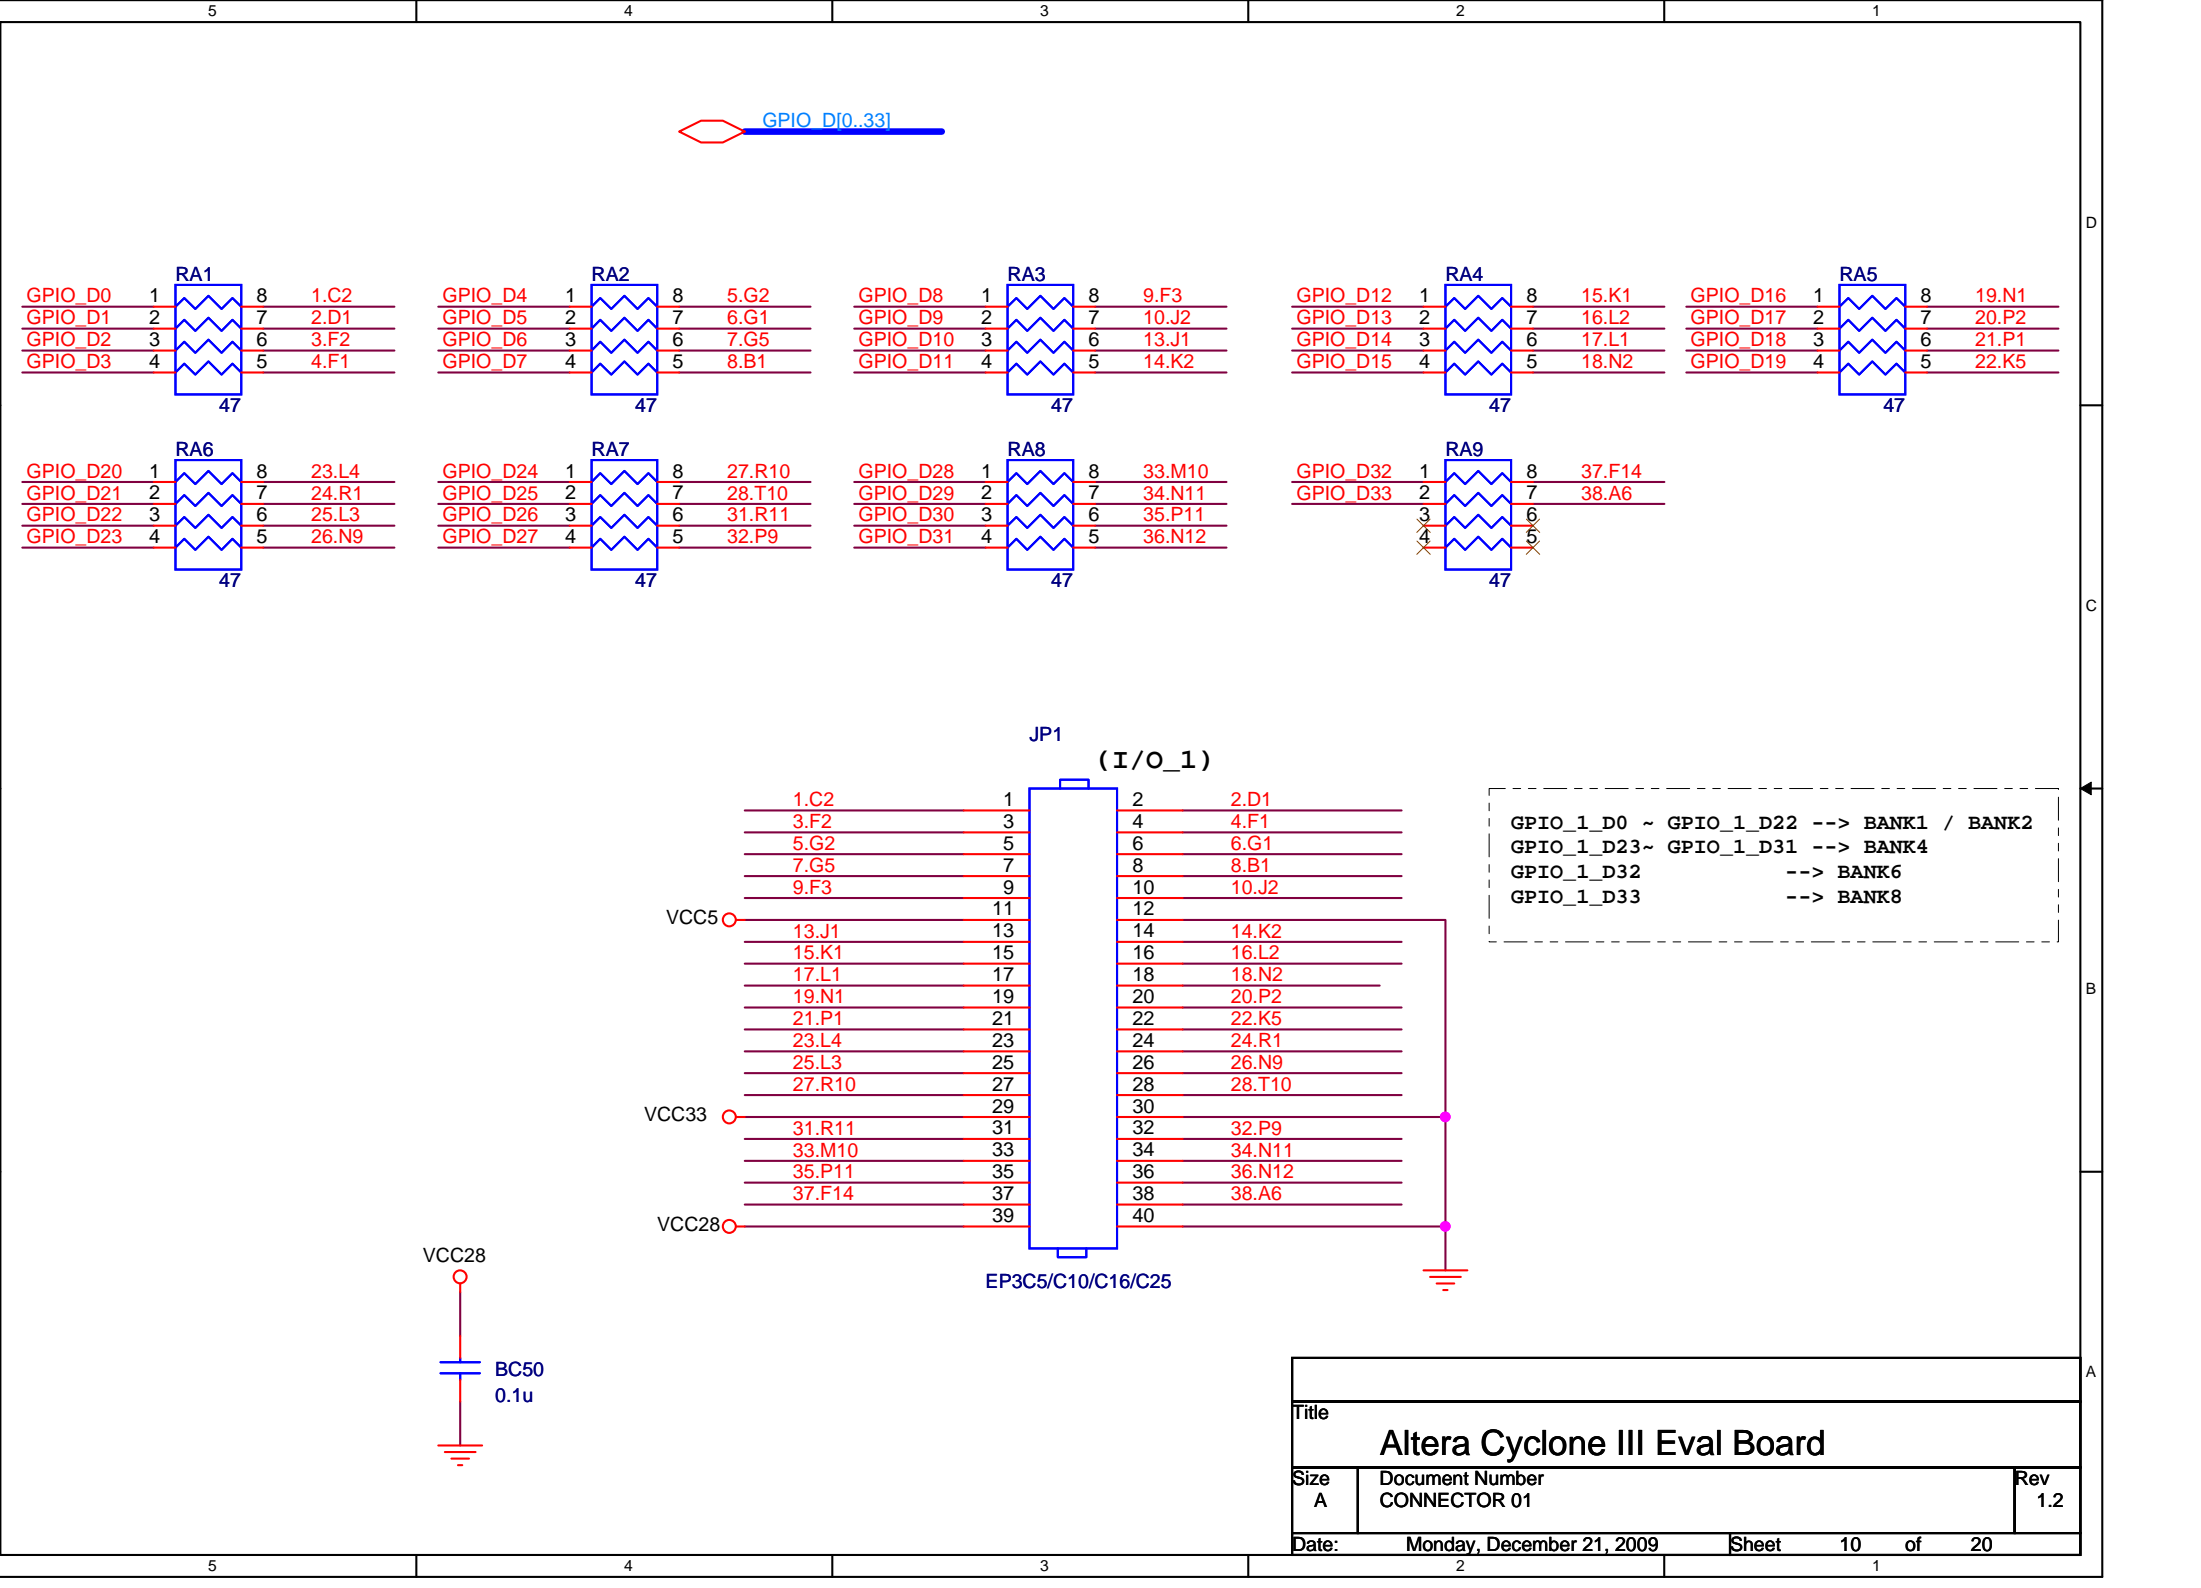 5 4 3 2 1
GPIO_D[0..33]
D
RA1 RA2 RA3 RA4 RA5
GPIO_D0 1 8 1.C2 GPIO_D4 1 8 5.G2 GPIO_D8 1 8 9.F3 GPIO_D12 1 8 15.K1 GPIO_D16 1 8 19.N1
GPIO_D1 2 7 2.D1 GPIO_D5 2 7 6.G1 GPIO_D9 2 7 10.J2 GPIO_D13 2 7 16.L2 GPIO_D17 2 7 20.P2
GPIO_D2 3 6 3.F2 GPIO_D6 3 6 7.G5 GPIO_D10 3 6 13.J1 GPIO_D14 3 6 17.L1 GPIO_D18 3 6 21.P1
GPIO_D3 4 5 4.F1 GPIO_D7 4 5 8.B1 GPIO_D11 4 5 14.K2 GPIO_D15 4 5 18.N2 GPIO_D19 4 5 22.K5
47 47 47 47 47
RA6 RA7 RA8 RA9
GPIO_D20 1 8 23.L4 GPIO_D24 1 8 27.R10 GPIO_D28 1 8 33.M10 GPIO_D32 1 8 37.F14
GPIO_D21 2 7 24.R1 GPIO_D25 2 7 28.T10 GPIO_D29 2 7 34.N11 GPIO_D33 2 7 38.A6
GPIO_D22 3 6 25.L3 GPIO_D26 3 6 31.R11 GPIO_D30 3 6 35.P11 3 6
GPIO_D23 4 5 26.N9 GPIO_D27 4 5 32.P9 GPIO_D31 4 5 36.N12 4 5
47 47 47 47
C
JP1
(I/O_1)
1.C2 1 2 2.D1
3.F2 3 4 4.F1
5.G2 5 6 6.G1
7.G5 7 8 8.B1
9.F3 9 10 10.J2
VCC5 11 12
13.J1 13 14 14.K2
15.K1 15 16 16.L2
17.L1 17 18 18.N2
19.N1 19 20 20.P2
21.P1 21 22 22.K5
23.L4 23 24 24.R1
25.L3 25 26 26.N9
27.R10 27 28 28.T10
VCC33 29 30
31.R11 31 32 32.P9
33.M10 33 34 34.N11
35.P11 35 36 36.N12
37.F14 37 38 38.A6
VCC28 39 40
EP3C5/C10/C16/C25
GPIO_1_D0 ~ GPIO_1_D22 --> BANK1 / BANK2
GPIO_1_D23~ GPIO_1_D31 --> BANK4
GPIO_1_D32 --> BANK6
GPIO_1_D33 --> BANK8
B
VCC28
BC50
0.1u
A
Title
Altera Cyclone III Eval Board
Size Document Number Rev
A CONNECTOR 01 1.2
Date: Monday, December 21, 2009 Sheet 10 of 20
5 4 3 2 1